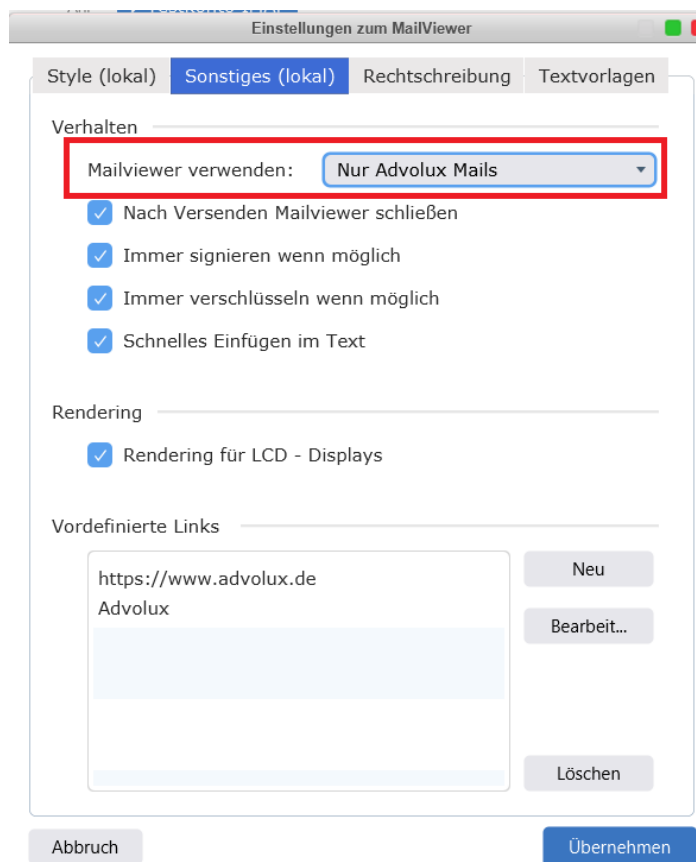 Einstellungen zum MailViewer
Style (lokal) Sonstiges (lokal) Rechtschreibung Textvorlagen
Verhalten
Mailviewer verwenden: Nur Advolux Mails
Nach Versenden Mailviewer schließen
Immer signieren wenn möglich
Immer verschlüsseln wenn möglich
Schnelles Einfügen im Text
Rendering
Rendering für LCD - Displays
Vordefinierte Links
https://www.advolux.de
Advolux
Neu
Bearbeit...
Löschen
Abbruch Übernehmen